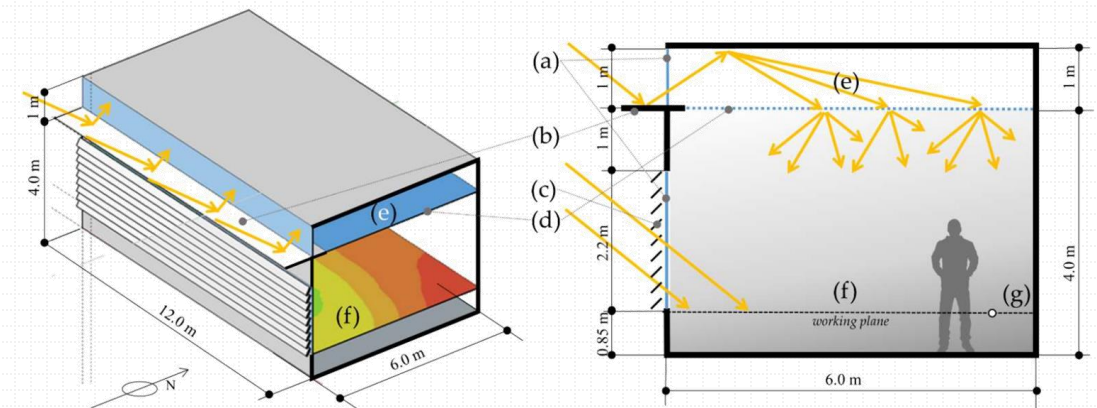 1 m
4.0 m
12.0 m
6.0 m
N
(e)
(f)
(a)
(b)
(c)
(d)
1 m
1 m
2.2 m
0.85 m
(e)
(f)
working plane
(g)
1 m
4.0 m
6.0 m